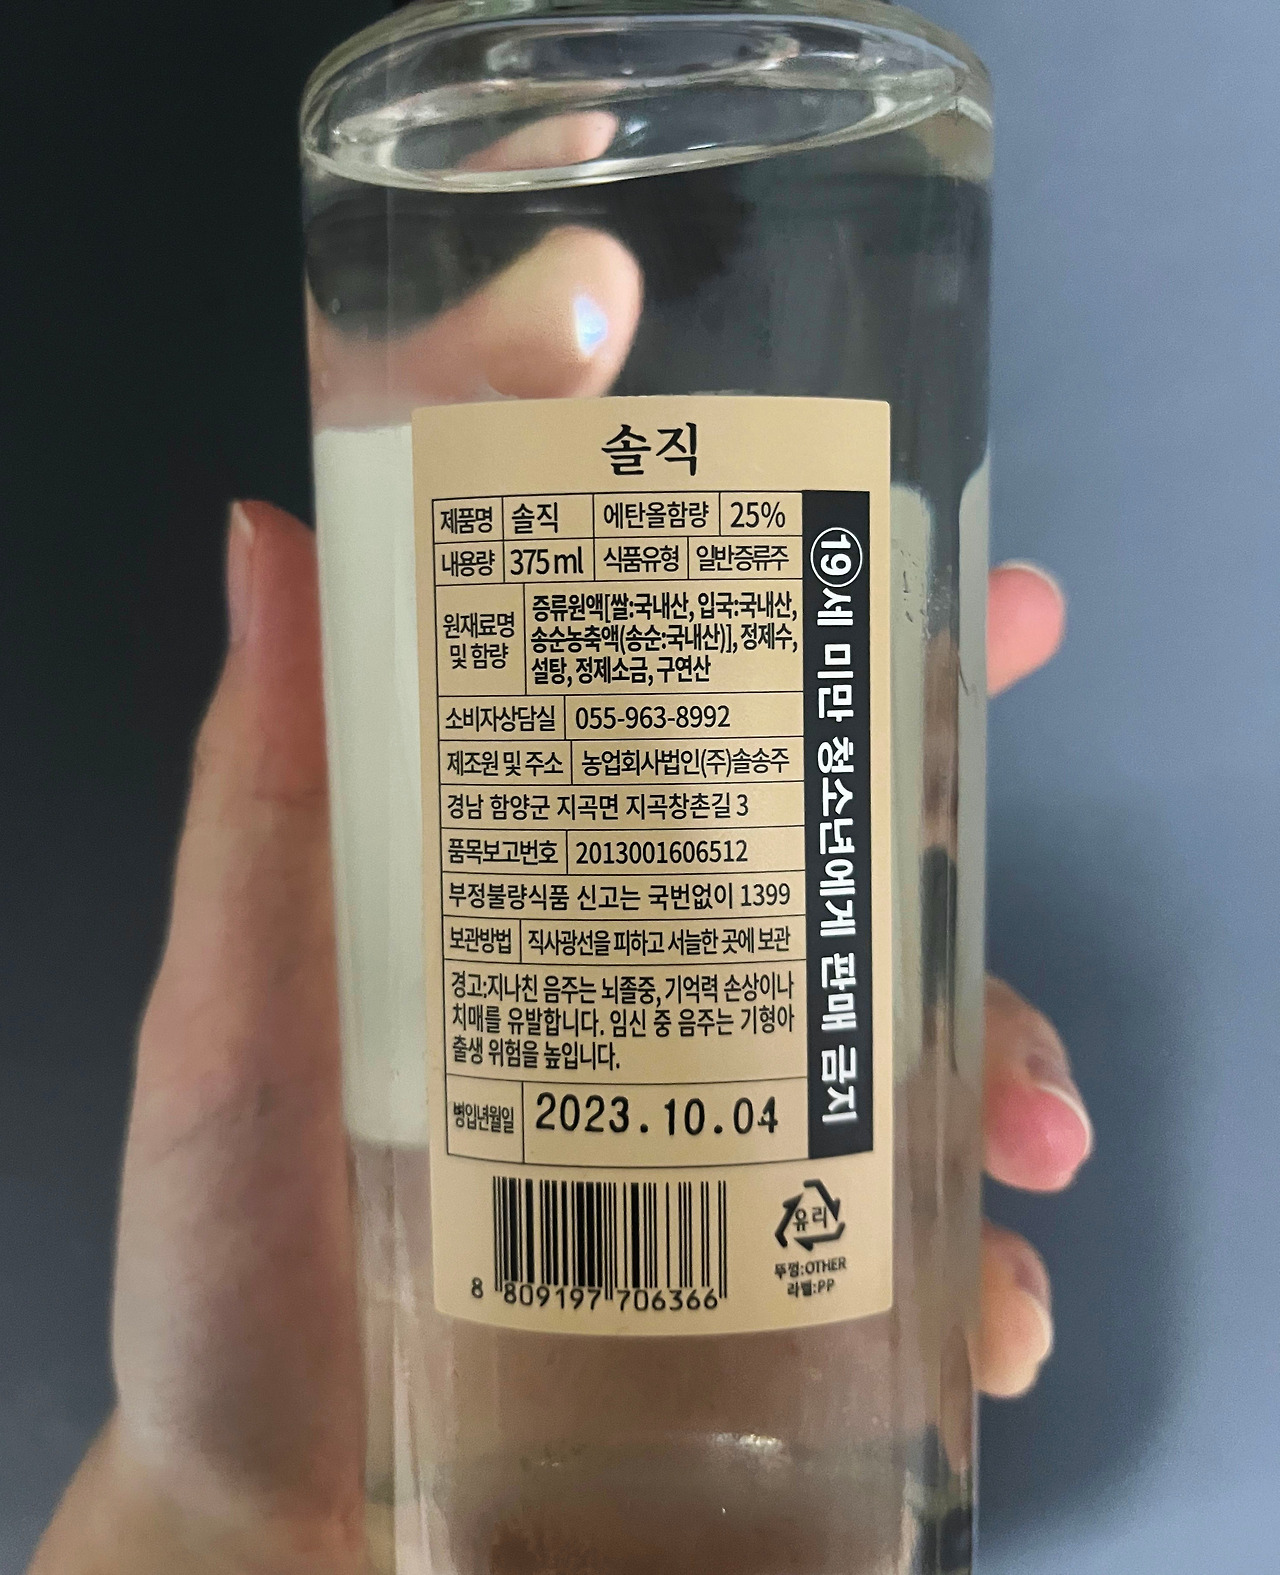 솔직
제품명 솔직 에탄올함량 25%
내용량 375ml 식품유형 일반증류주
원재료명 및 함량
증류원액[쌀:국내산, 입국:국내산,
송순농축액(송순:국내산)], 정제수,
설탕, 정제소금, 구연산
소비자상담실 055-963-8992
제조원 및 주소 농업회사법인(주)솔송주
경남 함양군 지곡면 지곡창촌길 3
품목보고번호 2013001606512
부정불량식품 신고는 국번없이 1399
보관방법 직사광선을 피하고 서늘한 곳에 보관
경고:지나친 음주는 뇌졸중, 기억력 손상이나
치매를 유발합니다. 임신 중 음주는 기형아
출생 위험을 높입니다.
병입년월일 2023.10.04
19세 미만 청소년에게 판매 금지
8 809197 706366
유리
뚜껑:OTHER
라벨:PP